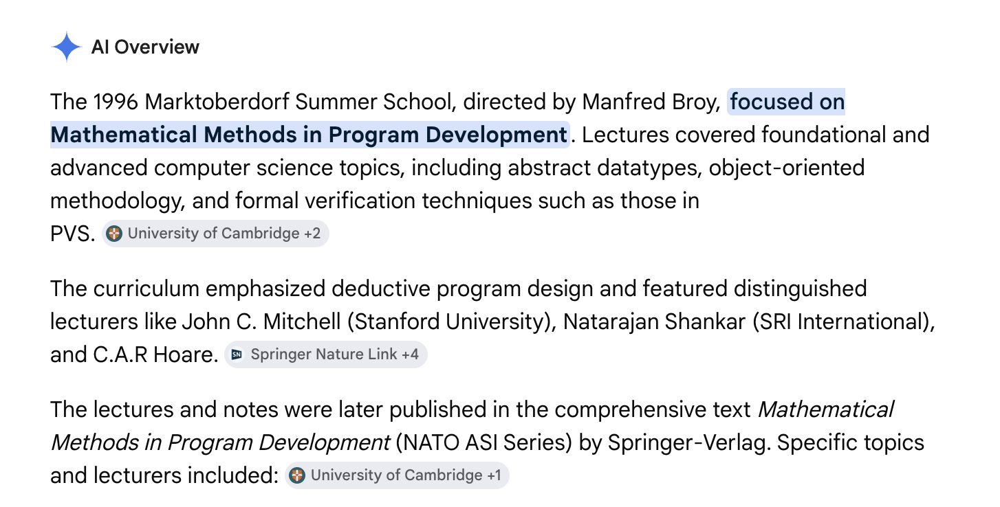 AI Overview
The 1996 Marktoberdorf Summer School, directed by Manfred Broy, focused on
Mathematical Methods in Program Development. Lectures covered foundational and
advanced computer science topics, including abstract datatypes, object-oriented
methodology, and formal verification techniques such as those in
PVS. University of Cambridge +2
The curriculum emphasized deductive program design and featured distinguished
lecturers like John C. Mitchell (Stanford University), Natarajan Shankar (SRI International),
and C.A.R Hoare. SN Springer Nature Link +4
The lectures and notes were later published in the comprehensive text Mathematical
Methods in Program Development (NATO ASI Series) by Springer-Verlag. Specific topics
and lecturers included: University of Cambridge +1